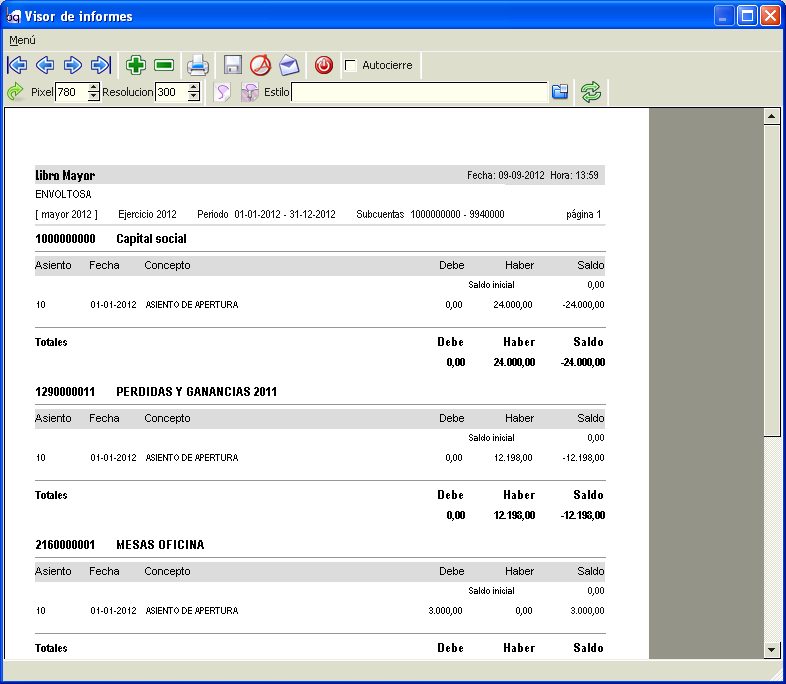 Visor de informes
Menú
Autocierre
Pixel 780 Resolucion 300 Estilo
Libro Mayor Fecha: 09-09-2012 Hora: 13:59
ENVOLTOSA
[ mayor 2012 ] Ejercicio 2012 Periodo 01-01-2012 - 31-12-2012 Subcuentas 1000000000 - 9940000 página 1
1000000000 Capital social
Asiento Fecha Concepto Debe Haber Saldo
Saldo inicial 0,00
10 01-01-2012 ASIENTO DE APERTURA 0,00 24.000,00 -24.000,00
Totales Debe Haber Saldo
0,00 24.000,00 -24.000,00
1290000011 PERDIDAS Y GANANCIAS 2011
Asiento Fecha Concepto Debe Haber Saldo
Saldo inicial 0,00
10 01-01-2012 ASIENTO DE APERTURA 0,00 12.198,00 -12.198,00
Totales Debe Haber Saldo
0,00 12.198,00 -12.198,00
2160000001 MESAS OFICINA
Asiento Fecha Concepto Debe Haber Saldo
Saldo inicial 0,00
10 01-01-2012 ASIENTO DE APERTURA 3.000,00 0,00 3.000,00
Totales Debe Haber Saldo